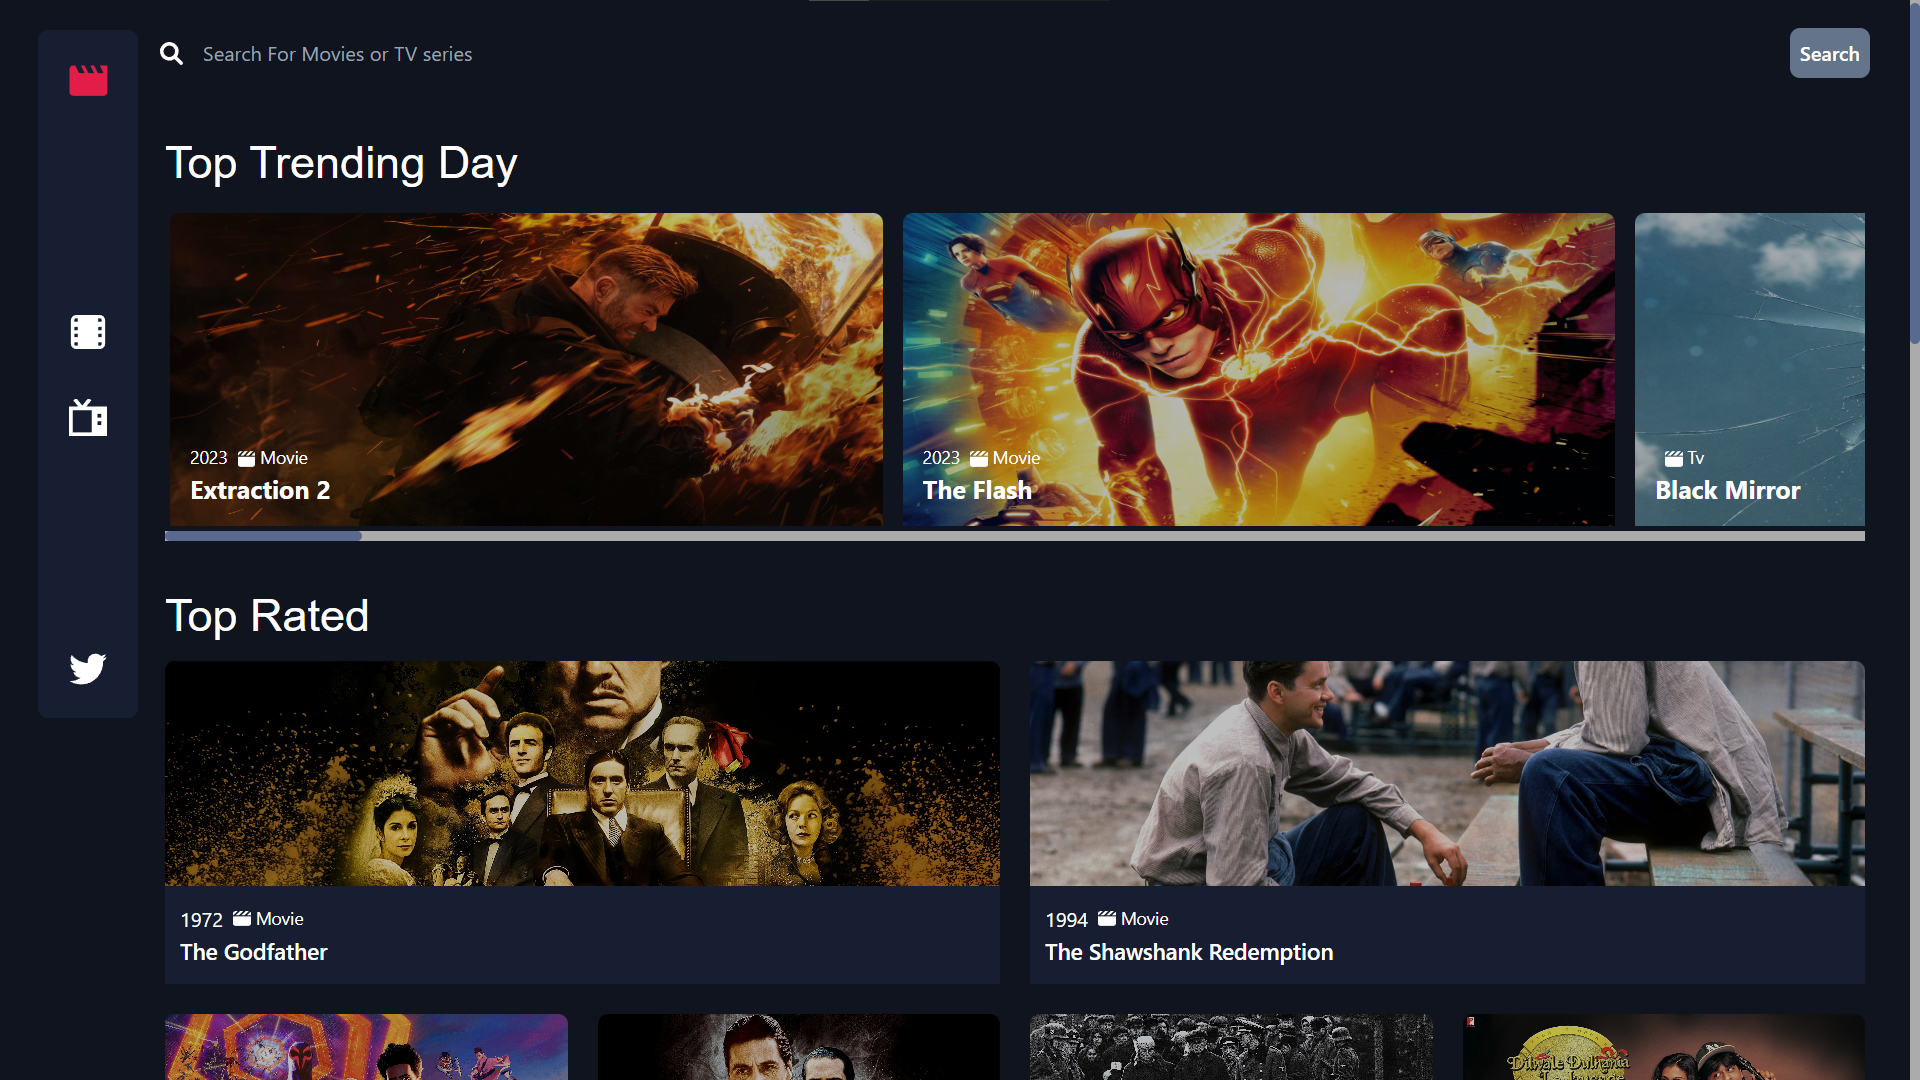 Search For Movies or TV series
Search
Top Trending Day
2023 Movie
Extraction 2
2023 Movie
The Flash
Tv
Black Mirror
Top Rated
1972 Movie
The Godfather
1994 Movie
The Shawshank Redemption
Dilwale Dulhania